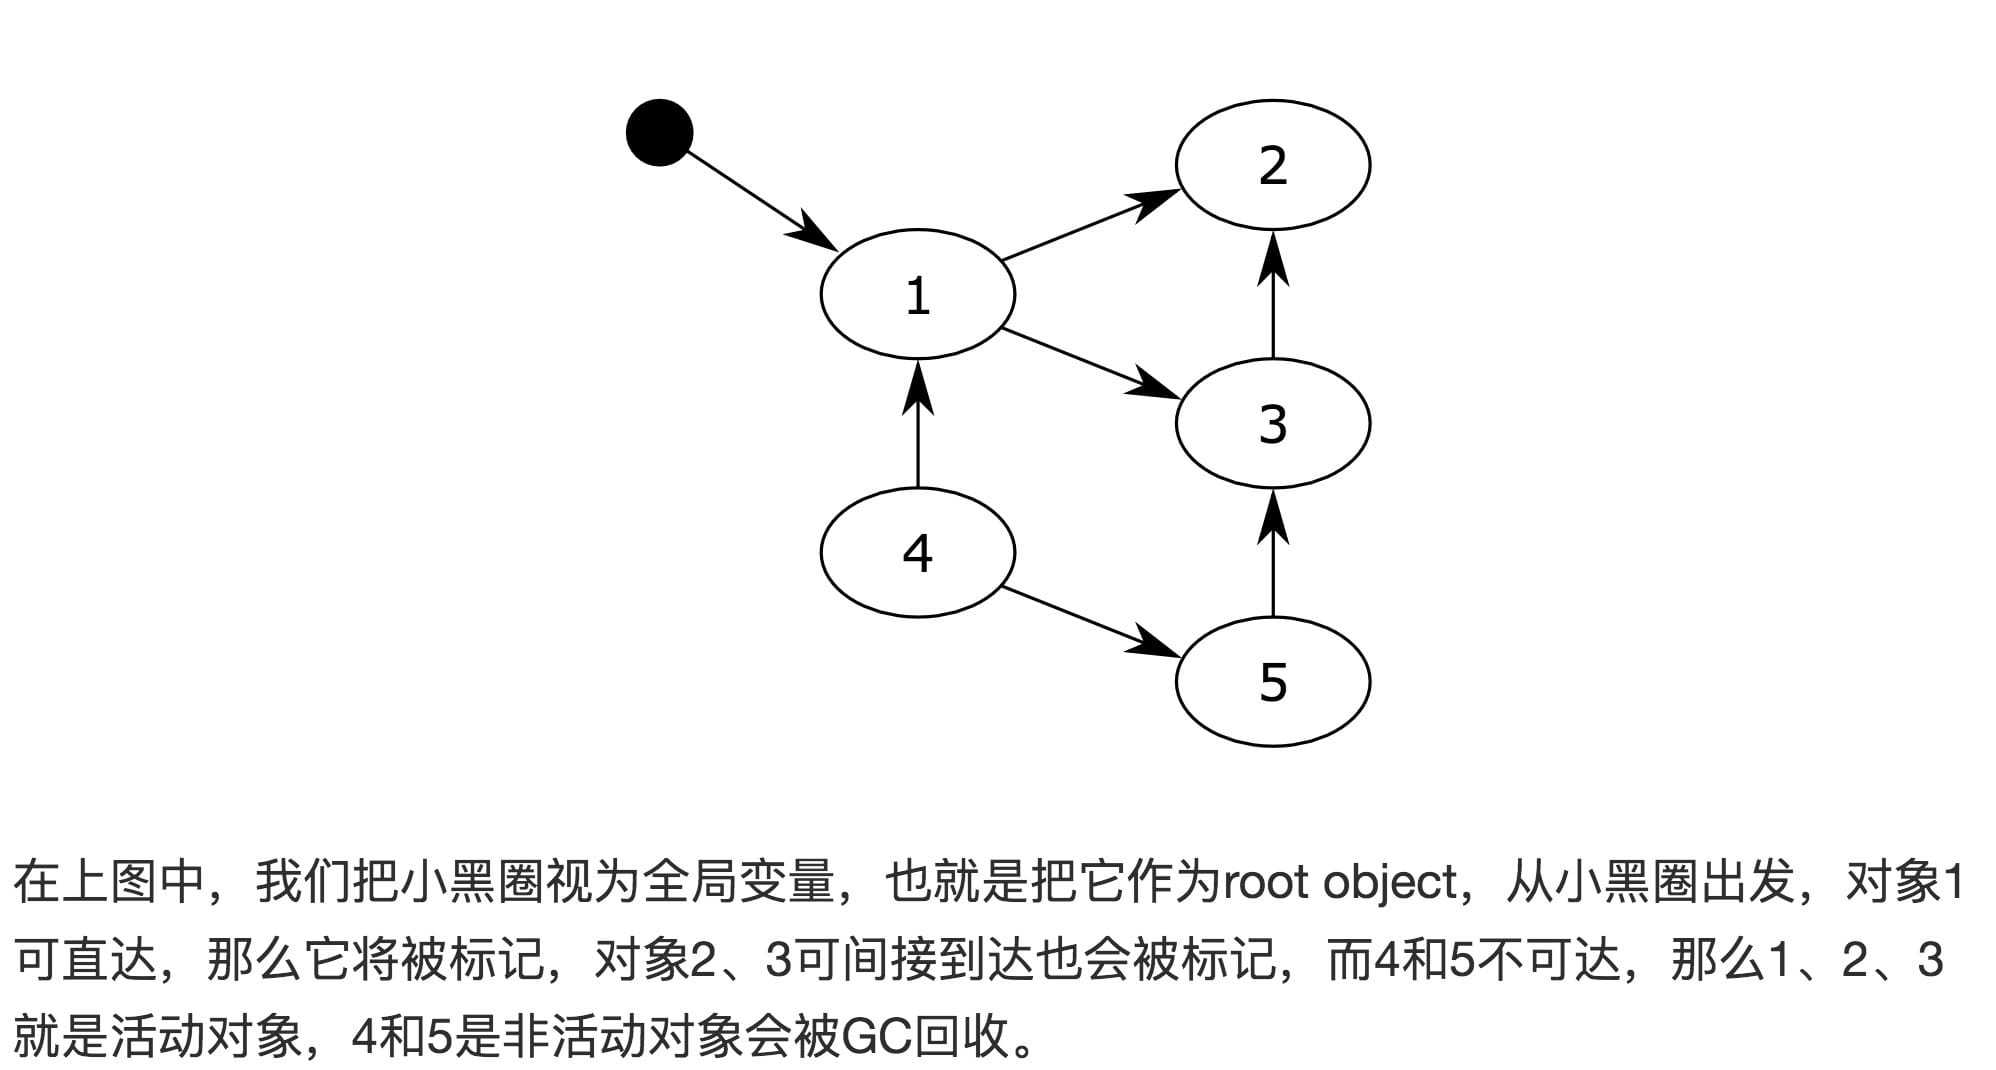 2
1
3
4
5
在上图中，我们把小黑圈视为全局变量，也就是把它作为root object，从小黑圈出发，对象1
可直达，那么它将被标记，对象2、3可间接到达也会被标记，而4和5不可达，那么1、2、3
就是活动对象，4和5是非活动对象会被GC回收。